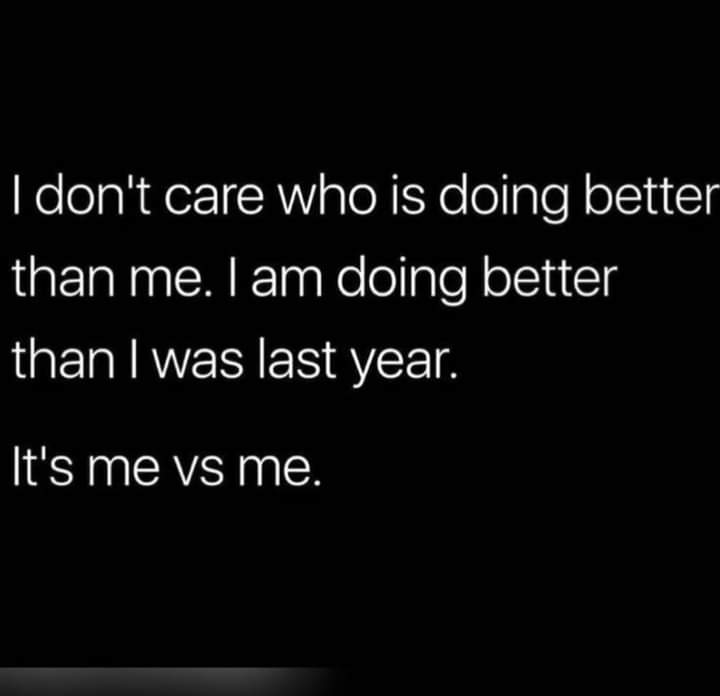 I don't care who is doing better
than me. I am doing better
than I was last year.
It's me vs me.